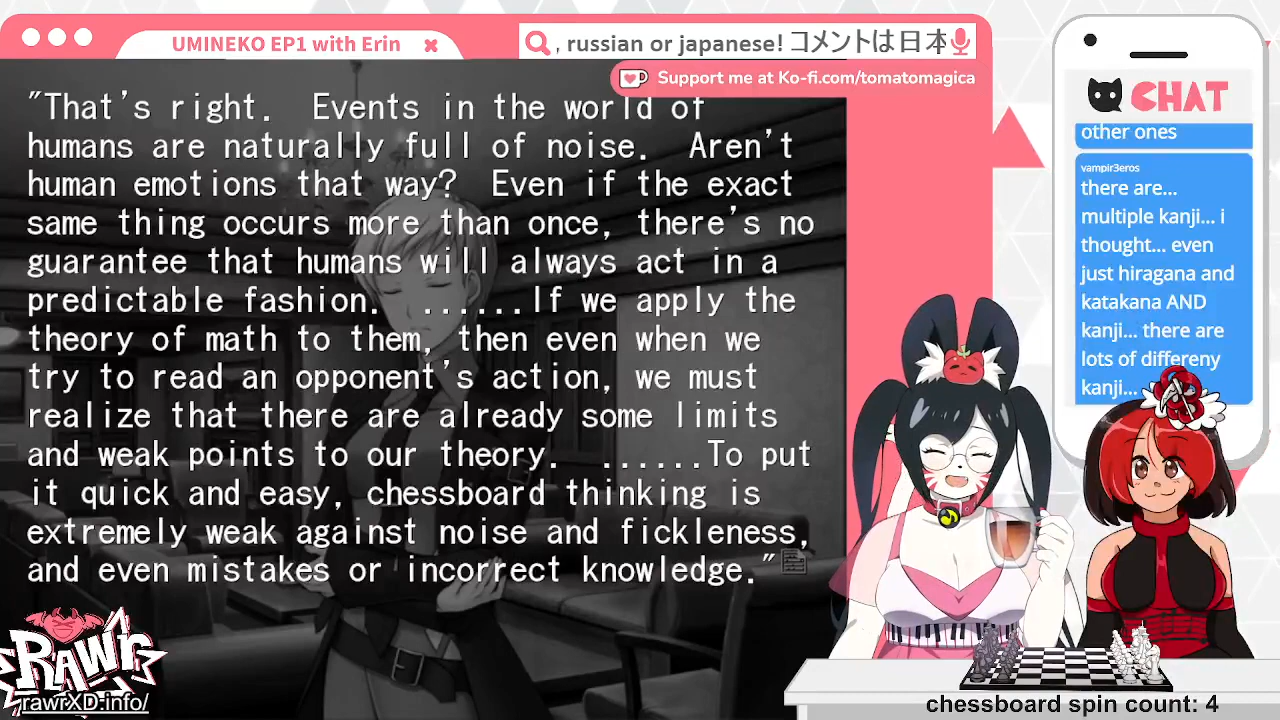 UMINEKO EP1 with Erin
, russian or japanese! コメントは日本
Support me at Ko-fi.com/tomatomagica
"That's right.  Events in the world of
humans are naturally full of noise.  Aren't
human emotions that way?  Even if the exact
same thing occurs more than once, there's no
guarantee that humans will always act in a
predictable fashion.  ......If we apply the
theory of math to them, then even when we
try to read an opponent's action, we must
realize that there are already some limits
and weak points to our theory.  ......To put
it quick and easy, chessboard thinking is
extremely weak against noise and fickleness,
and even mistakes or incorrect knowledge."
CHAT
other ones
vampir3eros
there are...
multiple kanji... i
thought... even
just hiragana and
katakana AND
kanji... there are
lots of differeny
kanji...
RAWR
rawrXD.info/
chessboard spin count: 4